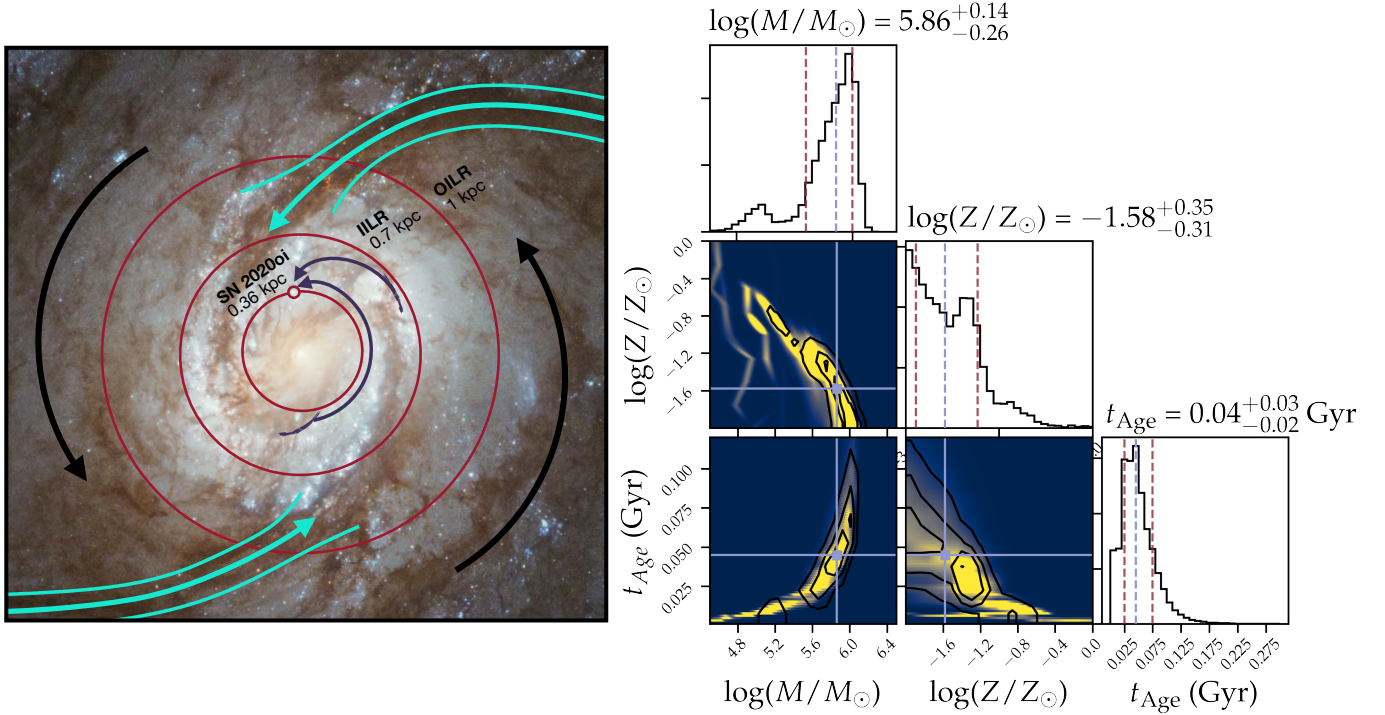 SN 2020oi
0.36 kpc
IILR
0.7 kpc
OILR
1 kpc
log(M/M☉) = 5.86+0.14−0.26
log(Z/Z☉) = −1.58+0.35−0.31
tAge = 0.04+0.03−0.02 Gyr
log(Z/Z☉)
0.0
−0.4
−0.8
−1.2
−1.6
tAge (Gyr)
0.100
0.075
0.050
0.025
4.8 5.2 5.6 6.0 6.4
−1.6 −1.2 −0.8 −0.4 0.0
0.025 0.075 0.125 0.175 0.225 0.275
log(M/M☉)
log(Z/Z☉)
tAge (Gyr)